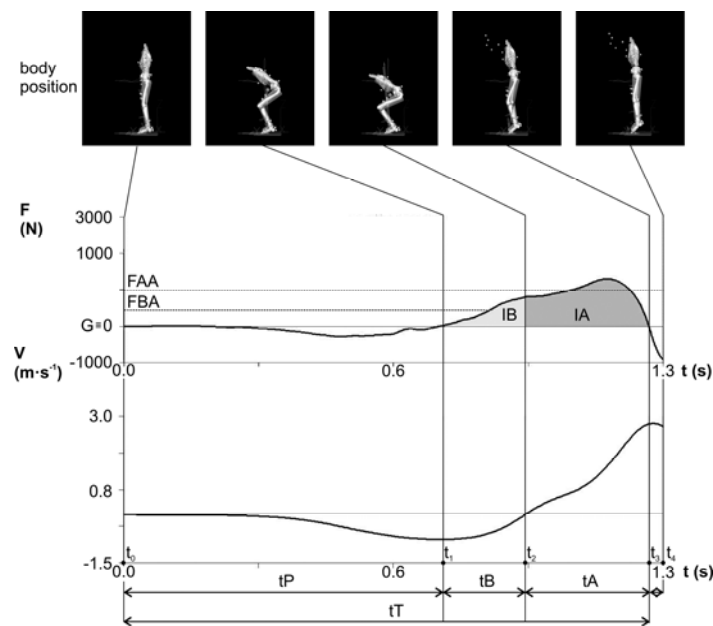 body
position
F
(N)
3000
1000
FAA
FBA
G=0
IB
IA
-1000
0.0
0.6
1.3
t (s)
V
(m·s⁻¹)
3.0
0.8
-1.5
t₀
t₁
t₂
t₃
t₄
0.0
0.6
1.3
t (s)
tP
tB
tA
tT